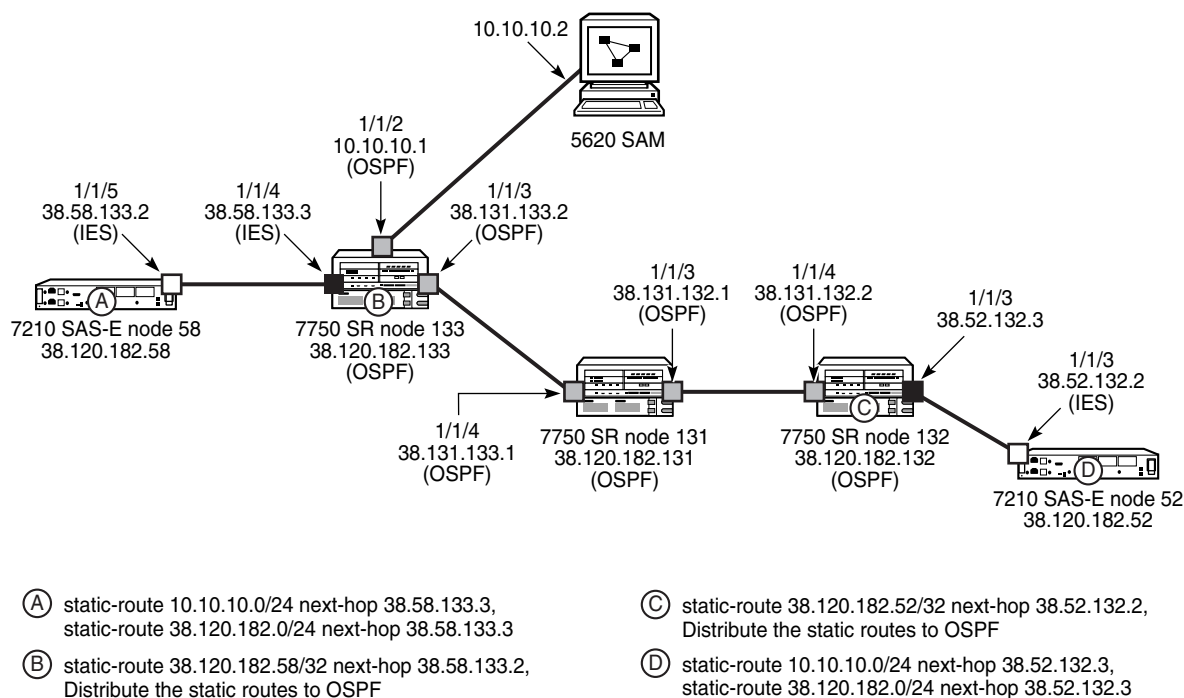 10.10.10.2
5620 SAM
1/1/2
10.10.10.1
(OSPF)
1/1/5
38.58.133.2
(IES)
1/1/4
38.58.133.3
(IES)
1/1/3
38.131.133.2
(OSPF)
A
7210 SAS-E node 58
38.120.182.58
B
7750 SR node 133
38.120.182.133
(OSPF)
1/1/3
38.131.132.1
(OSPF)
1/1/4
38.131.132.2
(OSPF)
1/1/3
38.52.132.3
1/1/3
38.52.132.2
(IES)
1/1/4
38.131.133.1
(OSPF)
7750 SR node 131
38.120.182.131
(OSPF)
C
7750 SR node 132
38.120.182.132
(OSPF)
D
7210 SAS-E node 52
38.120.182.52
A static-route 10.10.10.0/24 next-hop 38.58.133.3,
static-route 38.120.182.0/24 next-hop 38.58.133.3
B static-route 38.120.182.58/32 next-hop 38.58.133.2,
Distribute the static routes to OSPF
C static-route 38.120.182.52/32 next-hop 38.52.132.2,
Distribute the static routes to OSPF
D static-route 10.10.10.0/24 next-hop 38.52.132.3,
static-route 38.120.182.0/24 next-hop 38.52.132.3